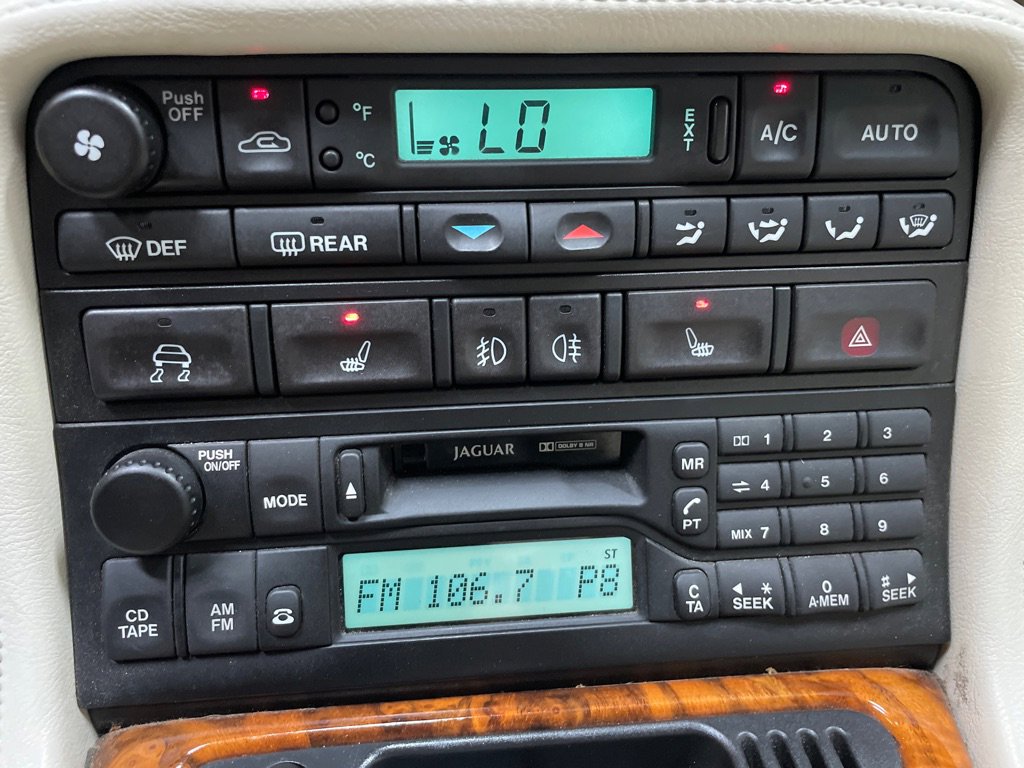 Push
OFF
°F
°C
LO
EXT
A/C
AUTO
DEF
REAR
PUSH
ON/OFF
MODE
JAGUAR
DOLBY B NR
MR
1
2
3
4
5
6
PT
MIX 7
8
9
ST
FM 106.7 P8
CD
TAPE
AM
FM
C
TA
*
SEEK
0
A·MEM
#
SEEK